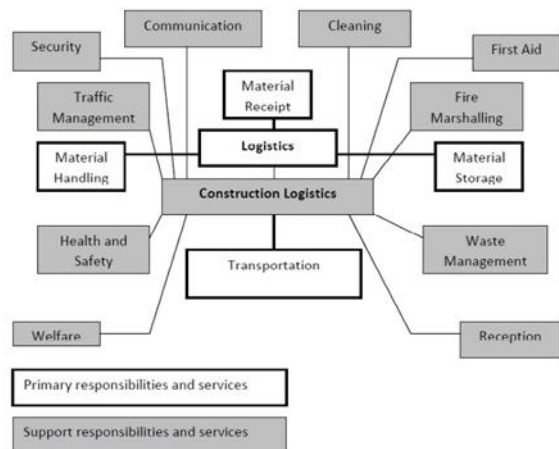 Communication
Cleaning
Security
First Aid
Material
Receipt
Traffic
Management
Fire
Marshalling
Logistics
Material
Handling
Material
Storage
Construction Logistics
Health and
Safety
Waste
Management
Transportation
Welfare
Reception
Primary responsibilities and services
Support responsibilities and services